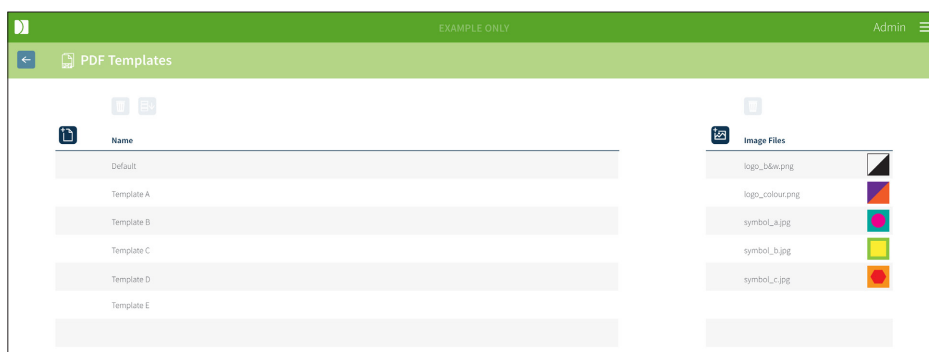 EXAMPLE ONLY
Admin
PDF Templates
Name
Default
Template A
Template B
Template C
Template D
Template E
Image Files
logo_b&w.png
logo_colour.png
symbol_a.jpg
symbol_b.jpg
symbol_c.jpg